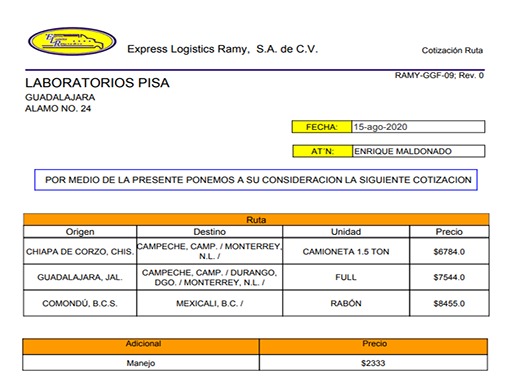 Express Logistics Ramy, S.A. de C.V.
Cotización Ruta
RAMY-GGF-09; Rev. 0
LABORATORIOS PISA
GUADALAJARA
ALAMO NO. 24
FECHA: 15-ago-2020
AT'N: ENRIQUE MALDONADO
POR MEDIO DE LA PRESENTE PONEMOS A SU CONSIDERACION LA SIGUIENTE COTIZACION
Ruta
Origen Destino Unidad Precio
CHIAPA DE CORZO, CHIS. CAMPECHE, CAMP. / MONTERREY, CAMIONETA 1.5 TON $6784.0
N.L. /
GUADALAJARA, JAL. CAMPECHE, CAMP. / DURANGO, FULL $7544.0
DGO. / MONTERREY, N.L. /
COMONDÚ, B.C.S. MEXICALI, B.C. / RABÓN $8455.0
Adicional Precio
Manejo $2333